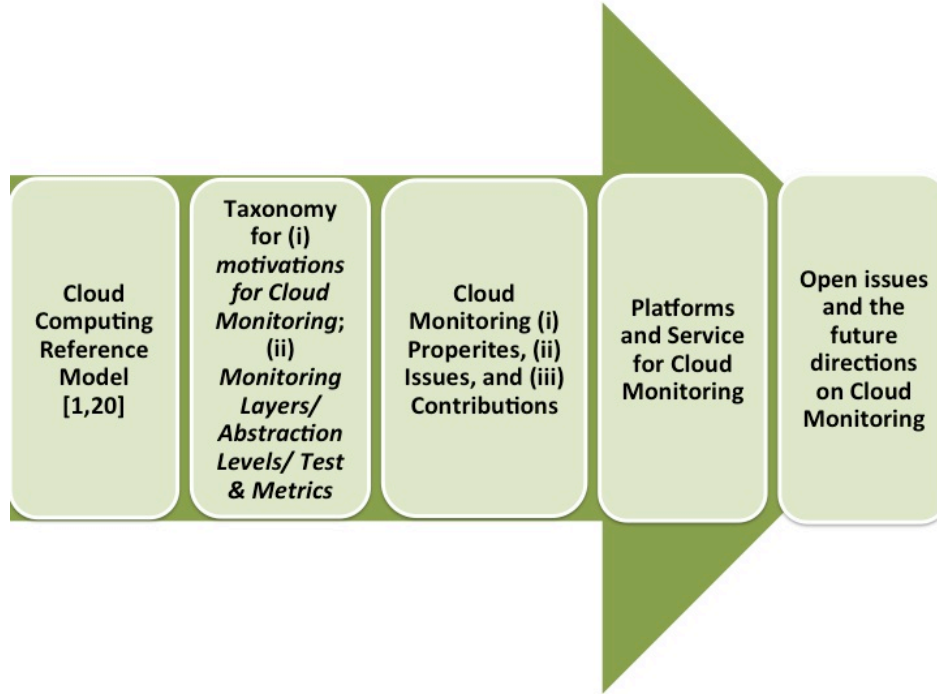 Cloud
Computing
Reference
Model
[1,20]
Taxonomy
for (i)
motivations
for Cloud
Monitoring;
(ii)
Monitoring
Layers/
Abstraction
Levels/ Test
& Metrics
Cloud
Monitoring (i)
Properites, (ii)
Issues, and (iii)
Contributions
Platforms
and Service
for Cloud
Monitoring
Open issues
and the
future
directions
on Cloud
Monitoring